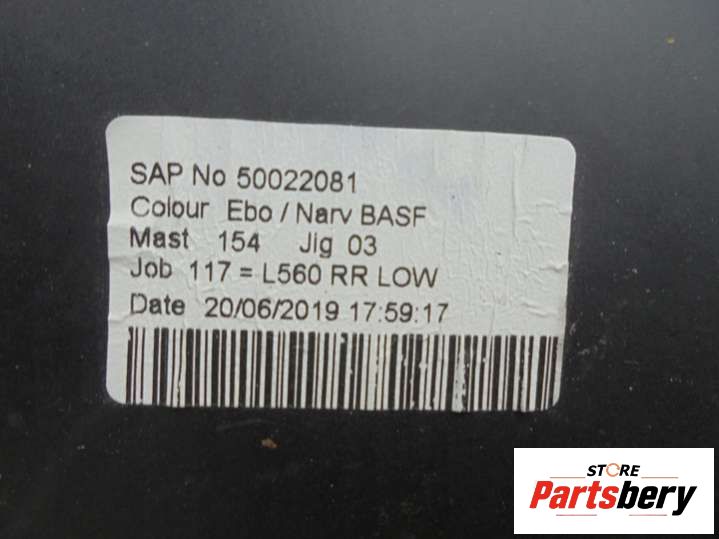 SAP No 50022081
Colour Ebo / Narv BASF
Mast 154 Jig 03
Job 117 = L560 RR LOW
Date 20/06/2019 17:59:17
STORE
Partsbery